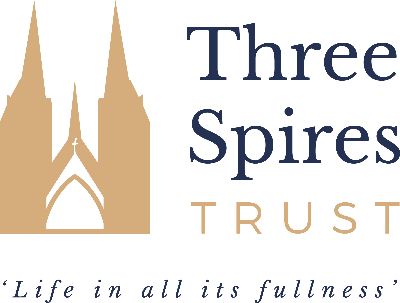 Three
Spires
TRUST
‘Life in all its fullness’